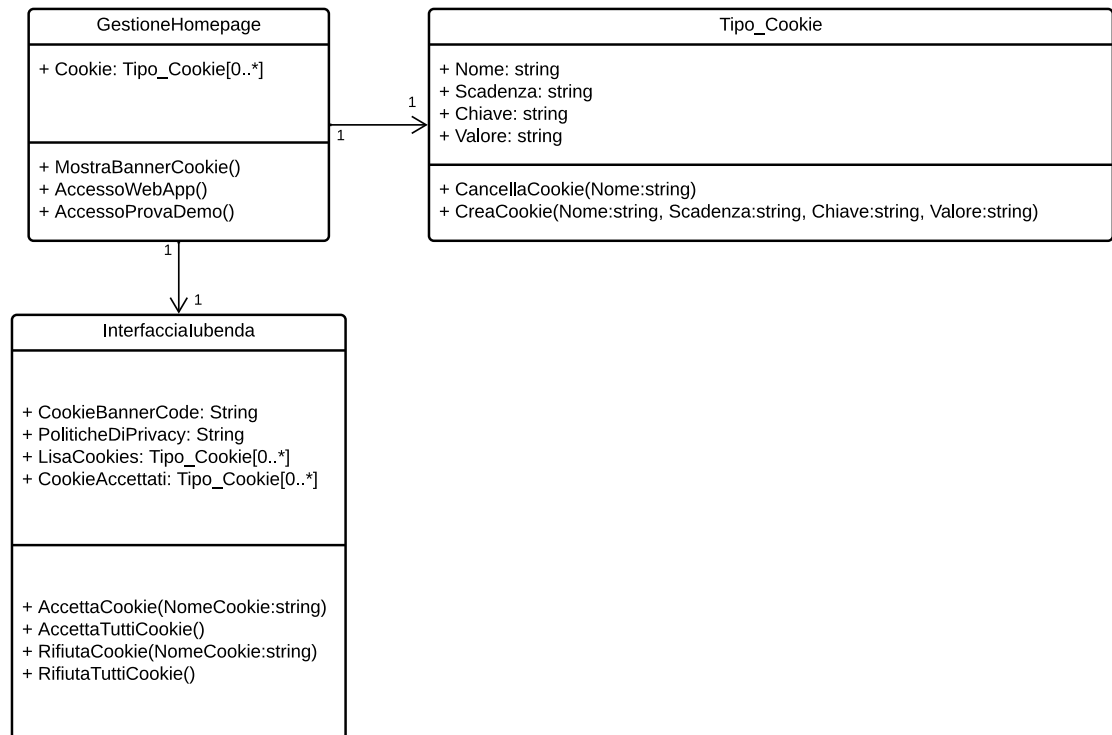 GestioneHomepage
+ Cookie: Tipo_Cookie[0..*]
+ MostraBannerCookie()
+ AccessoWebApp()
+ AccessoProvaDemo()
1
1
Tipo_Cookie
+ Nome: string
+ Scadenza: string
+ Chiave: string
+ Valore: string
+ CancellaCookie(Nome:string)
+ CreaCookie(Nome:string, Scadenza:string, Chiave:string, Valore:string)
1
1
InterfacciaIubenda
+ CookieBannerCode: String
+ PoliticheDiPrivacy: String
+ LisaCookies: Tipo_Cookie[0..*]
+ CookieAccettati: Tipo_Cookie[0..*]
+ AccettaCookie(NomeCookie:string)
+ AccettaTuttiCookie()
+ RifiutaCookie(NomeCookie:string)
+ RifiutaTuttiCookie()